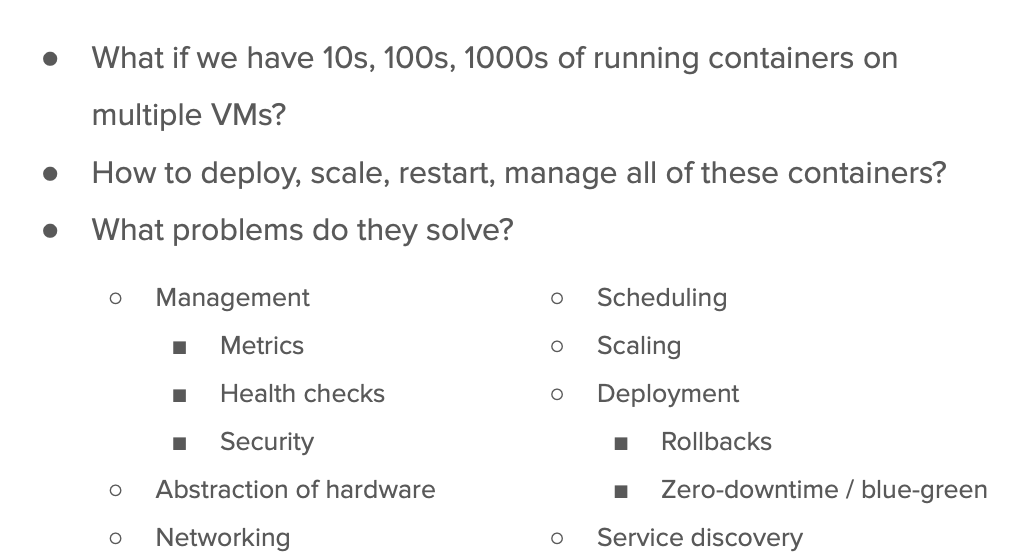 ● What if we have 10s, 100s, 1000s of running containers on
multiple VMs?
● How to deploy, scale, restart, manage all of these containers?
● What problems do they solve?
○ Management
■ Metrics
■ Health checks
■ Security
○ Abstraction of hardware
○ Networking
○ Scheduling
○ Scaling
○ Deployment
■ Rollbacks
■ Zero-downtime / blue-green
○ Service discovery